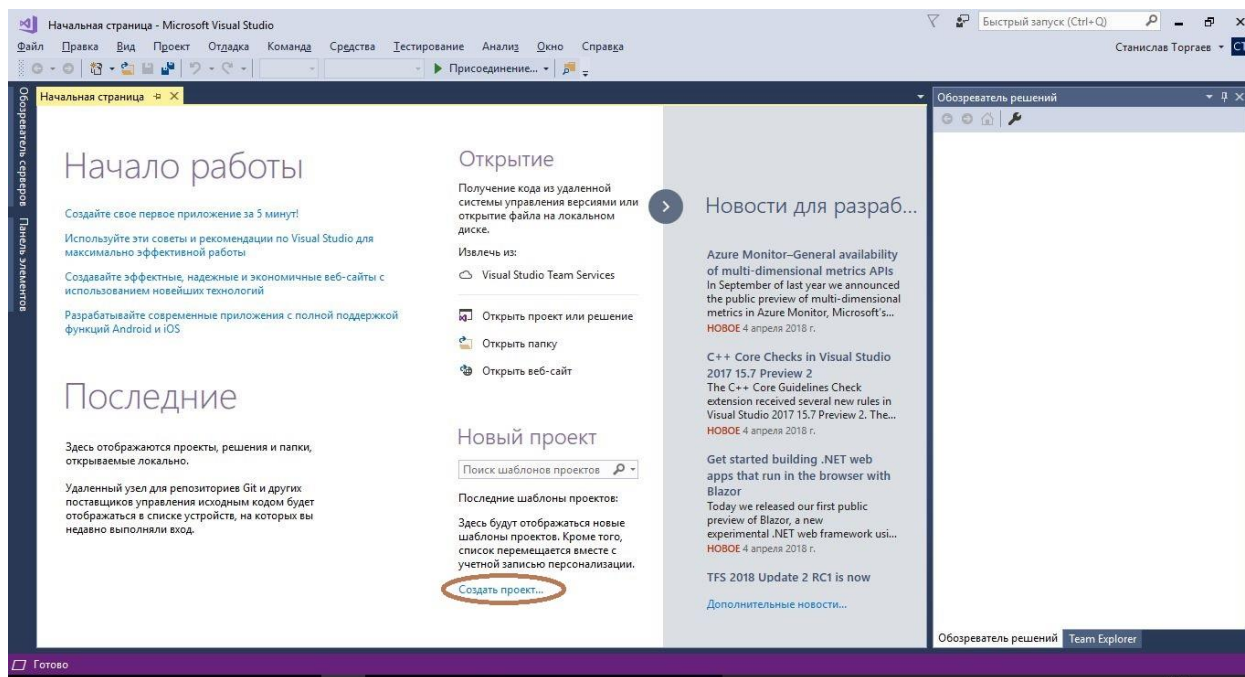 Начальная страница - Microsoft Visual Studio
Быстрый запуск (Ctrl+Q)
Файл Правка Вид Проект Отладка Команда Средства Тестирование Анализ Окно Справка
Станислав Торгаев СТ
Присоединение...
Обозреватель серверов
Панель элементов
Начальная страница
Начало работы
Создайте свое первое приложение за 5 минут!
Используйте эти советы и рекомендации по Visual Studio для
максимально эффективной работы
Создавайте эффектные, надежные и экономичные веб-сайты с
использованием новейших технологий
Разрабатывайте современные приложения с полной поддержкой
функций Android и iOS
Последние
Здесь отображаются проекты, решения и папки,
открываемые локально.
Удаленный узел для репозиториев Git и других
поставщиков управления исходным кодом будет
отображаться в списке устройств, на которых вы
недавно выполняли вход.
Открытие
Получение кода из удаленной
системы управления версиями или
открытие файла на локальном
диске.
Извлечь из:
Visual Studio Team Services
Открыть проект или решение
Открыть папку
Открыть веб-сайт
Новый проект
Поиск шаблонов проектов
Последние шаблоны проектов:
Здесь будут отображаться новые
шаблоны проектов. Кроме того,
список перемещается вместе с
учетной записью персонализации.
Создать проект...
Новости для разраб...
Azure Monitor–General availability
of multi-dimensional metrics APIs
In September of last year we announced
the public preview of multi-dimensional
metrics in Azure Monitor, Microsoft's...
НОВОЕ 4 апреля 2018 г.
C++ Core Checks in Visual Studio
2017 15.7 Preview 2
The C++ Core Guidelines Check
extension received several new rules in
Visual Studio 2017 15.7 Preview 2. The...
НОВОЕ 4 апреля 2018 г.
Get started building .NET web
apps that run in the browser with
Blazor
Today we released our first public
preview of Blazor, a new
experimental .NET web framework usi...
НОВОЕ 4 апреля 2018 г.
TFS 2018 Update 2 RC1 is now
Дополнительные новости...
Обозреватель решений
Обозреватель решений Team Explorer
Готово